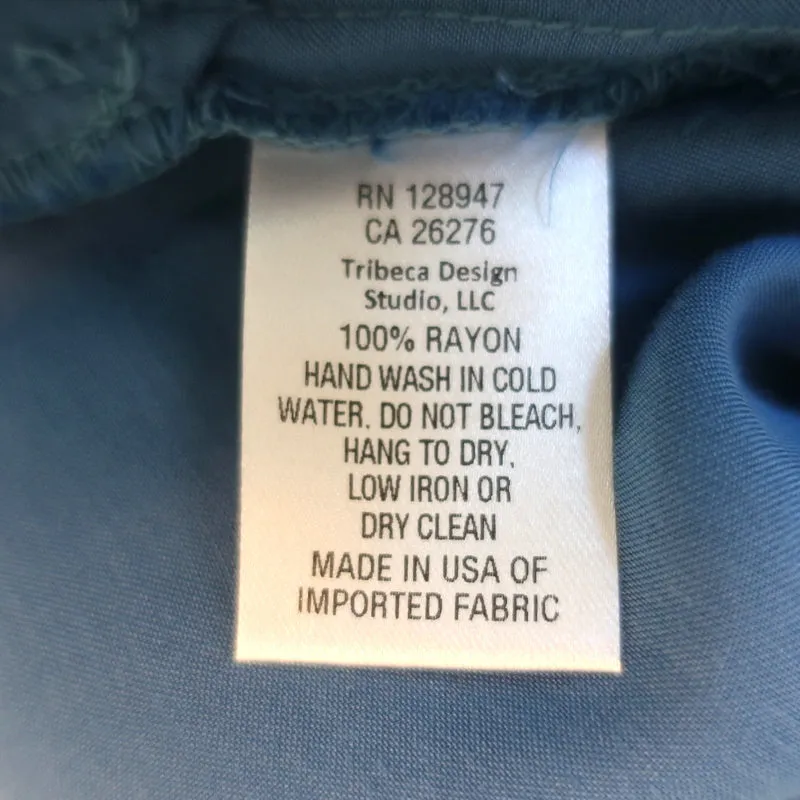 RN 128947
CA 26276
Tribeca Design
Studio, LLC
100% RAYON
HAND WASH IN COLD
WATER. DO NOT BLEACH,
HANG TO DRY,
LOW IRON OR
DRY CLEAN
MADE IN USA OF
IMPORTED FABRIC